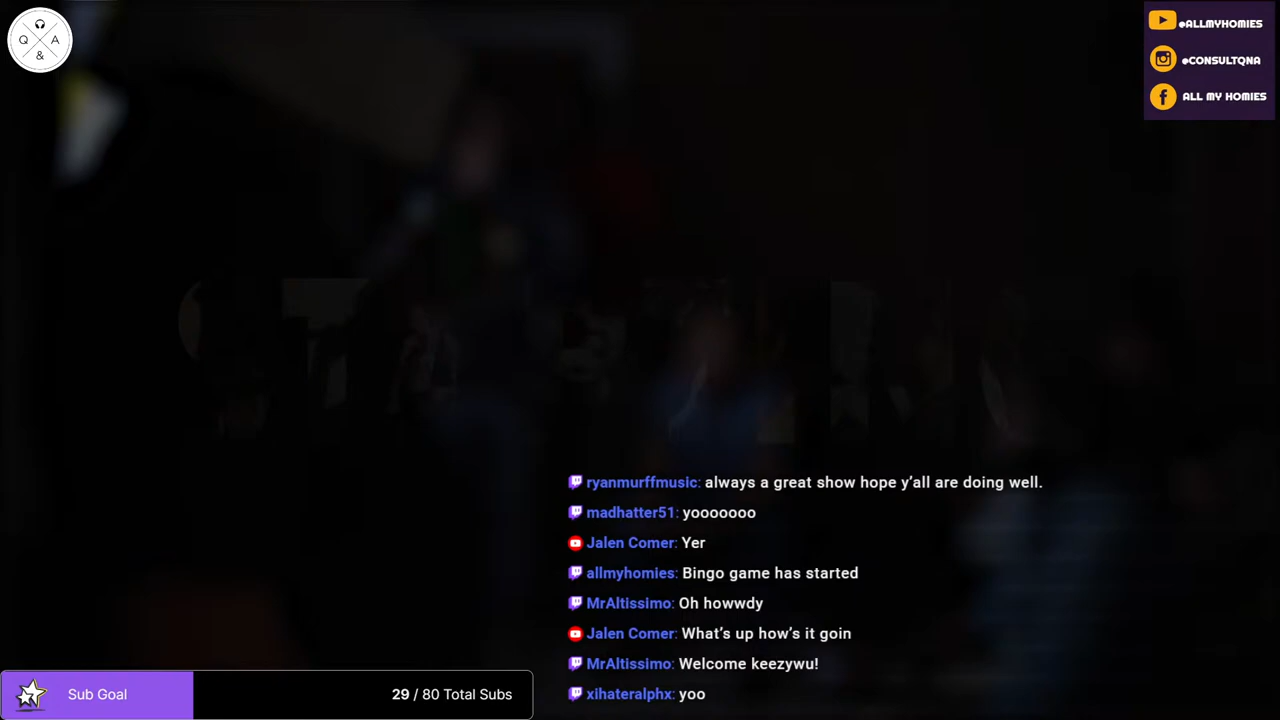 Q A
&
@ALLMYHOMIES
@CONSULTQNA
ALL MY HOMIES
ryanmurffmusic: always a great show hope y’all are doing well.
madhatter51: yooooooo
Jalen Comer: Yer
allmyhomies: Bingo game has started
MrAltissimo: Oh howwdy
Jalen Comer: What’s up how’s it goin
MrAltissimo: Welcome keezywu!
xihateralphx: yoo
Sub Goal 29 / 80 Total Subs